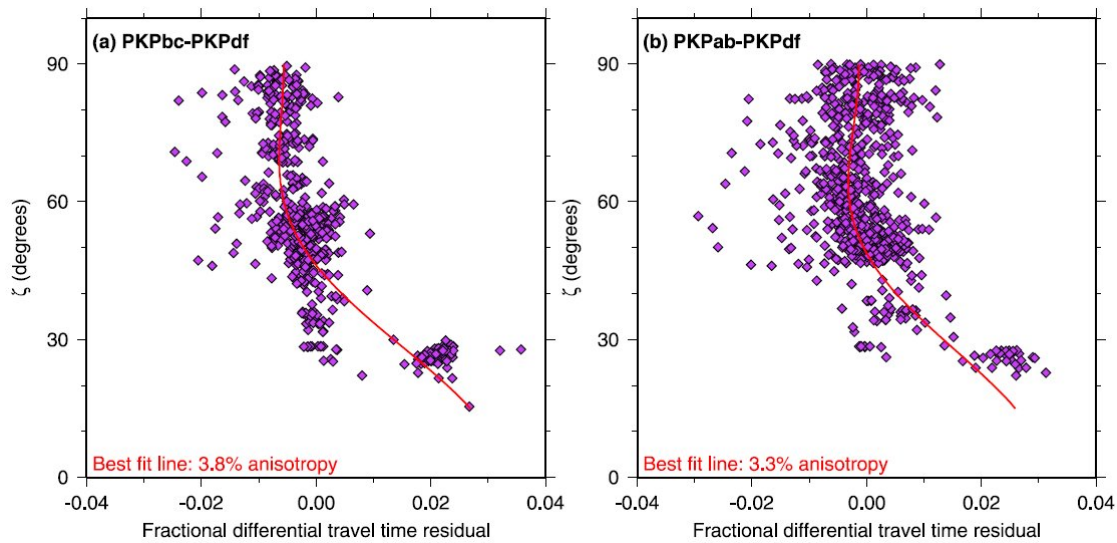 (a) PKPbc-PKPdf
90
60
30
0
ζ (degrees)
Best fit line: 3.8% anisotropy
-0.04
-0.02
0.00
0.02
0.04
Fractional differential travel time residual
(b) PKPab-PKPdf
90
60
30
0
ζ (degrees)
Best fit line: 3.3% anisotropy
-0.04
-0.02
0.00
0.02
0.04
Fractional differential travel time residual